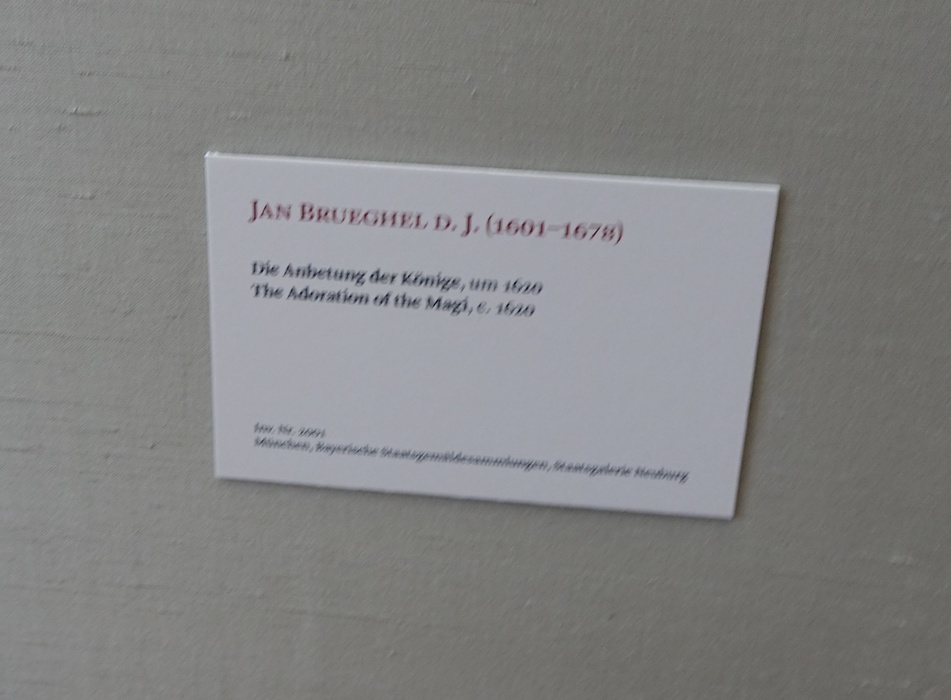 JAN BRUEGHEL D. J. (1601–1678)
Die Anbetung der Könige, um 1620
The Adoration of the Magi, c. 1620
Inv. Nr.
München, Bayerische Staatsgemäldesammlungen, Staatsgalerie Neuburg